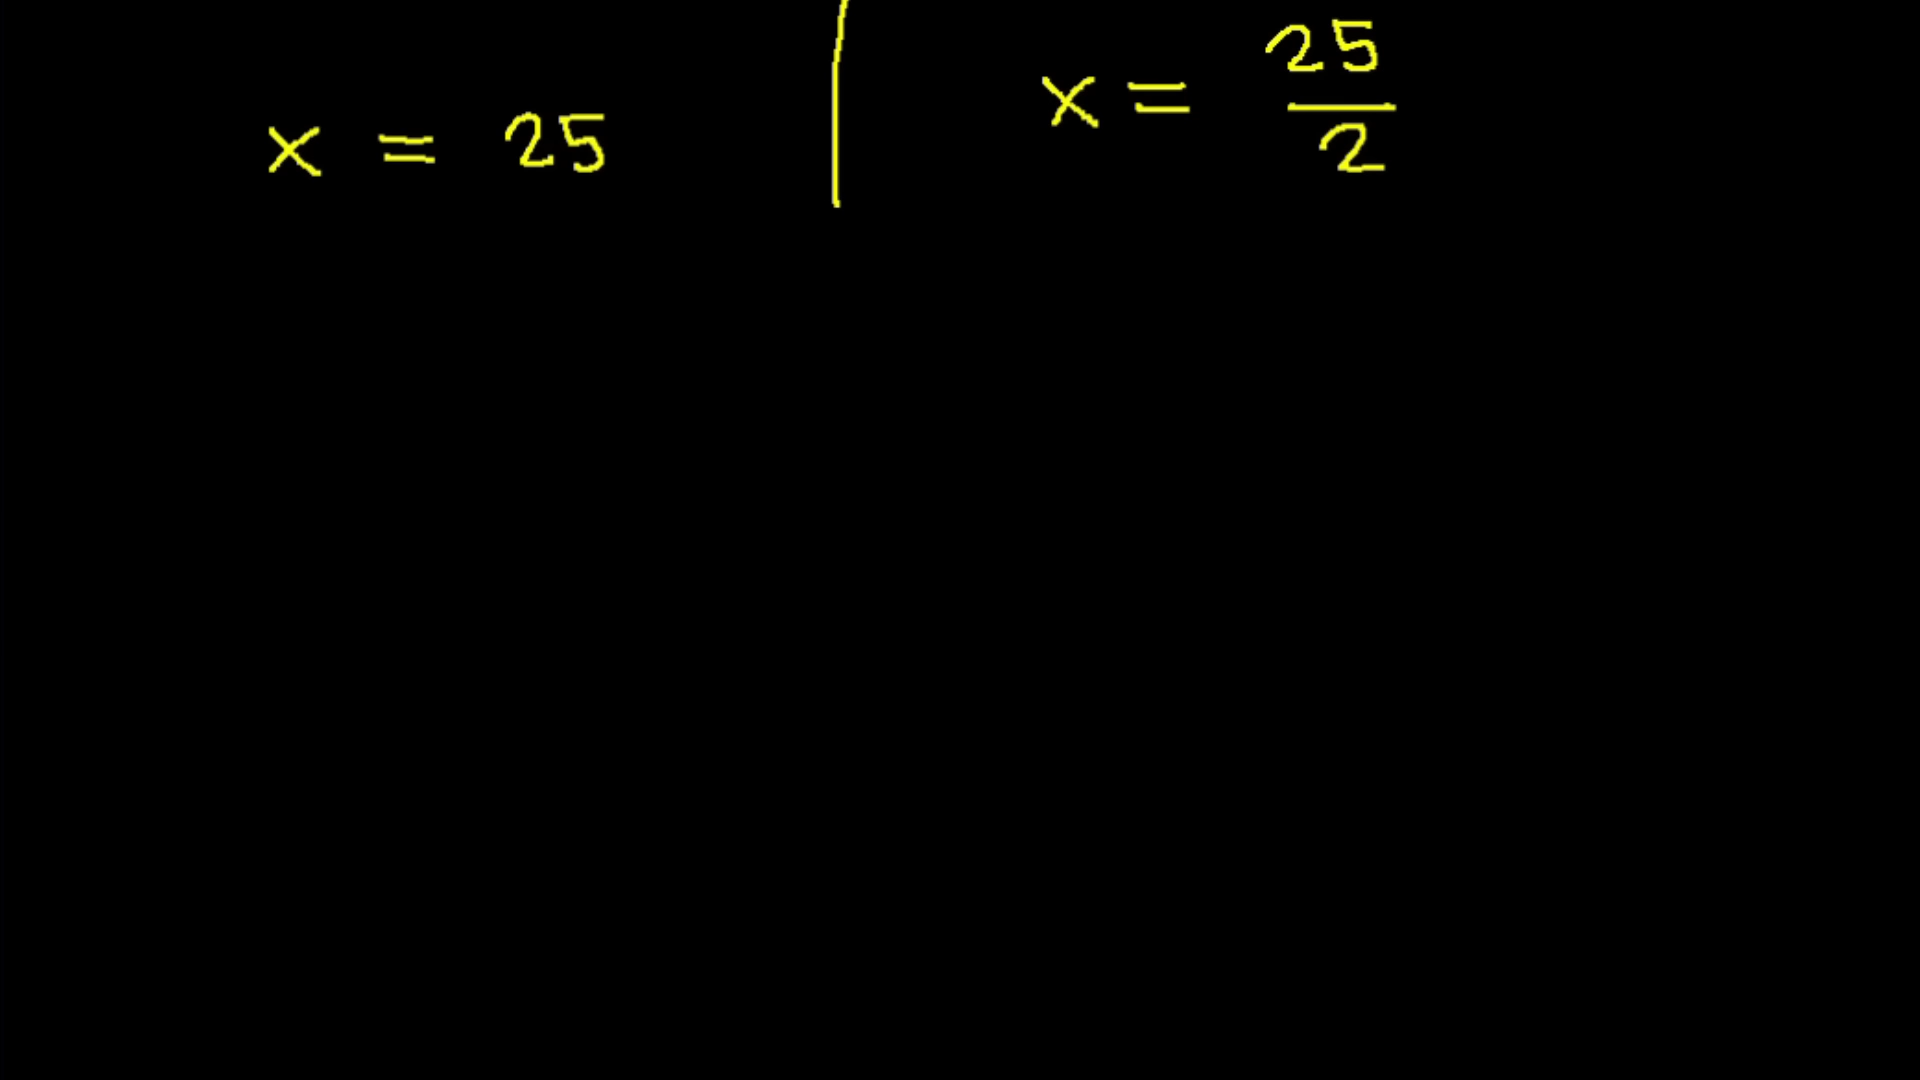 x = 25
x = 25/2